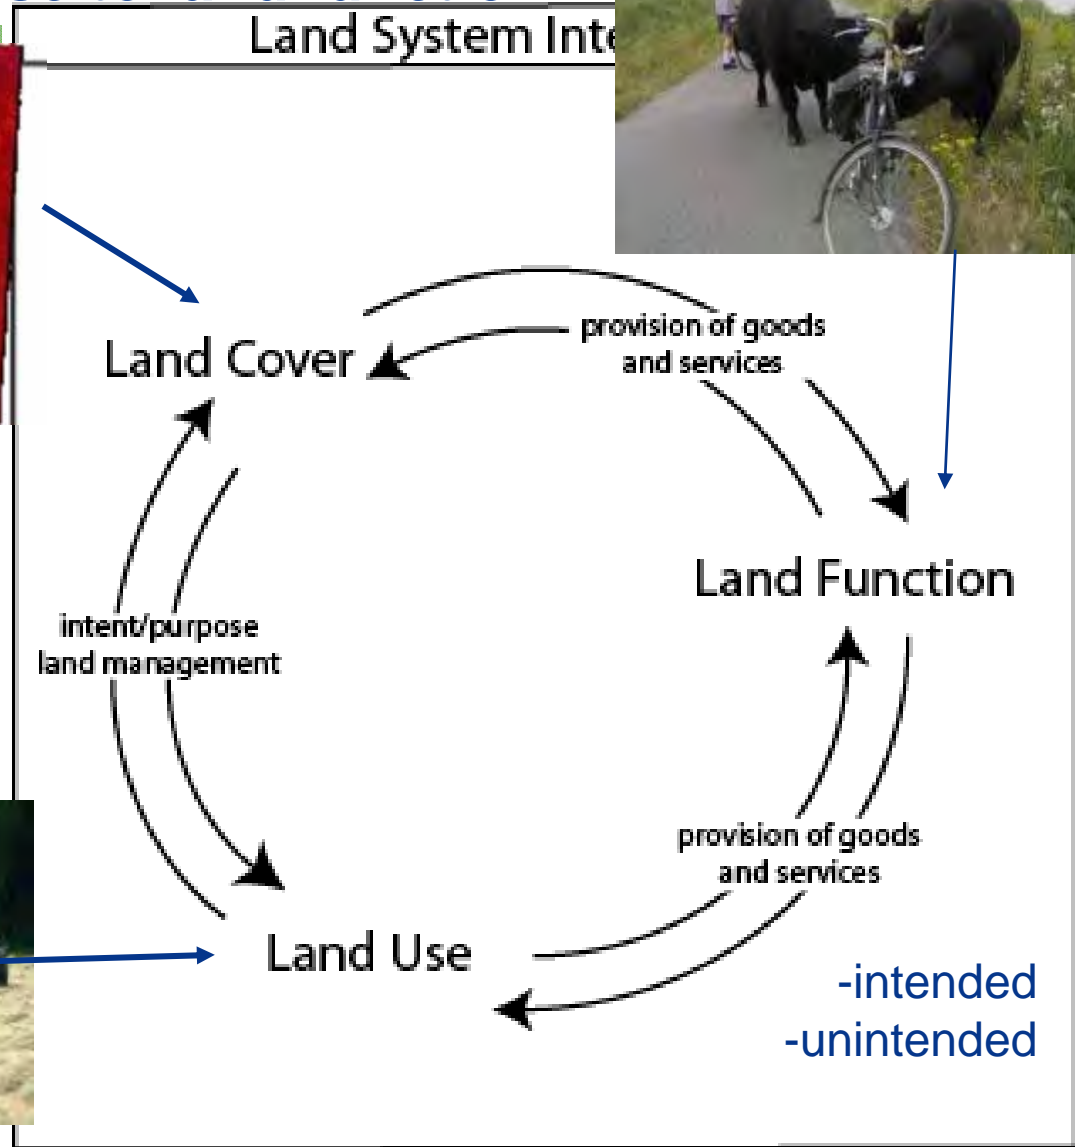 Land System
Land Cover
provision of goods
and services
Land Function
intent/purpose
land management
provision of goods
and services
Land Use
-intended
-unintended